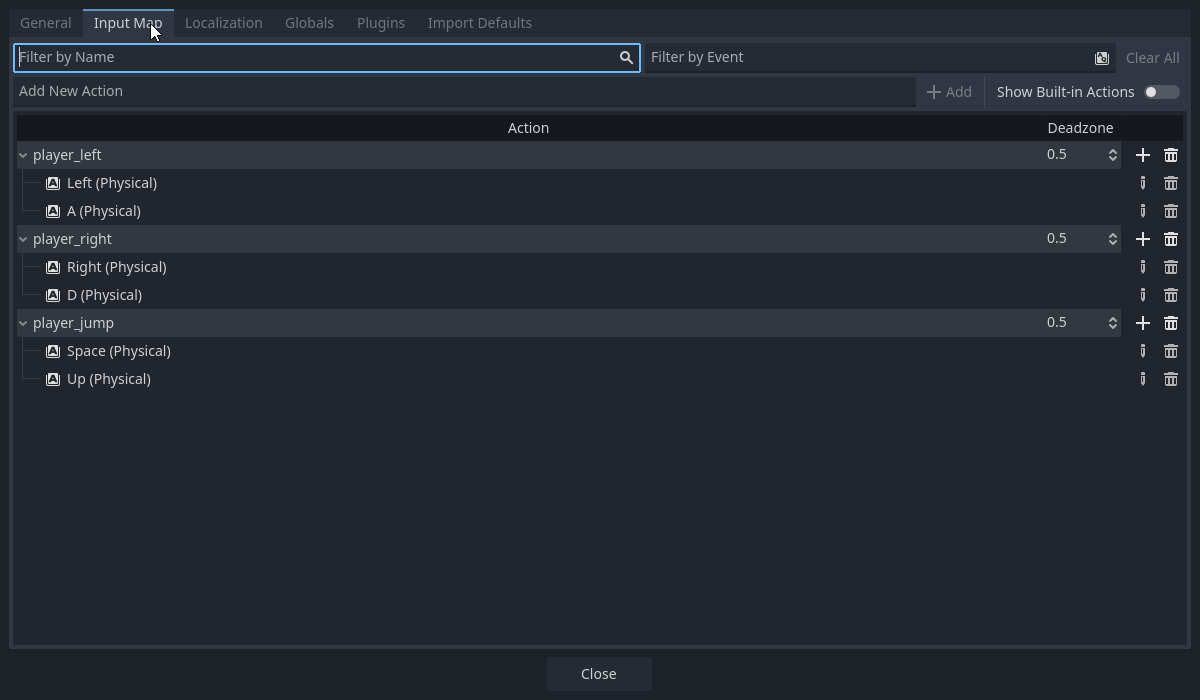 General Input Map Localization Globals Plugins Import Defaults
Filter by Name Filter by Event Clear All
Add New Action Add Show Built-in Actions
Action Deadzone
player_left 0.5
Left (Physical)
A (Physical)
player_right 0.5
Right (Physical)
D (Physical)
player_jump 0.5
Space (Physical)
Up (Physical)
Close